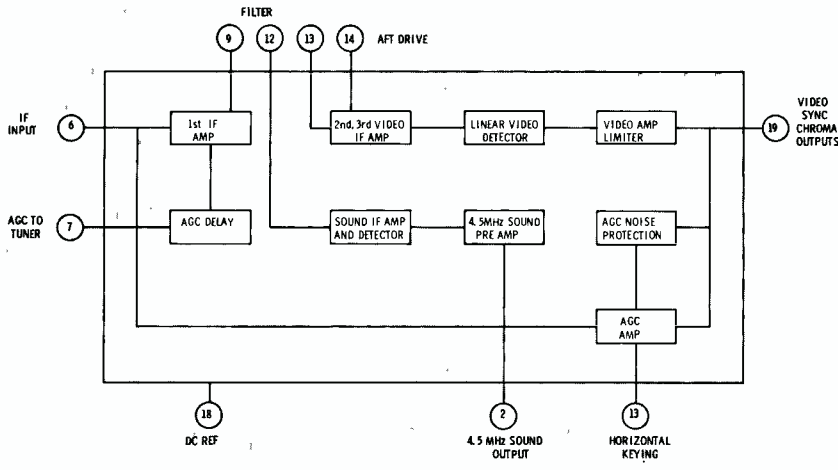 FILTER
9 12 13 14 AFT DRIVE
IF
INPUT
6
1st IF
AMP
2nd, 3rd VIDEO
IF AMP
LINEAR VIDEO
DETECTOR
VIDEO AMP
LIMITER
19
VIDEO
SYNC
CHROMA
OUTPUTS
AGC TO
TUNER
7
AGC DELAY
SOUND IF AMP
AND DETECTOR
4.5MHz SOUND
PRE AMP
AGC NOISE
PROTECTION
AGC
AMP
18
DC REF
2
4.5 MHz SOUND
OUTPUT
13
HORIZONTAL
KEYING